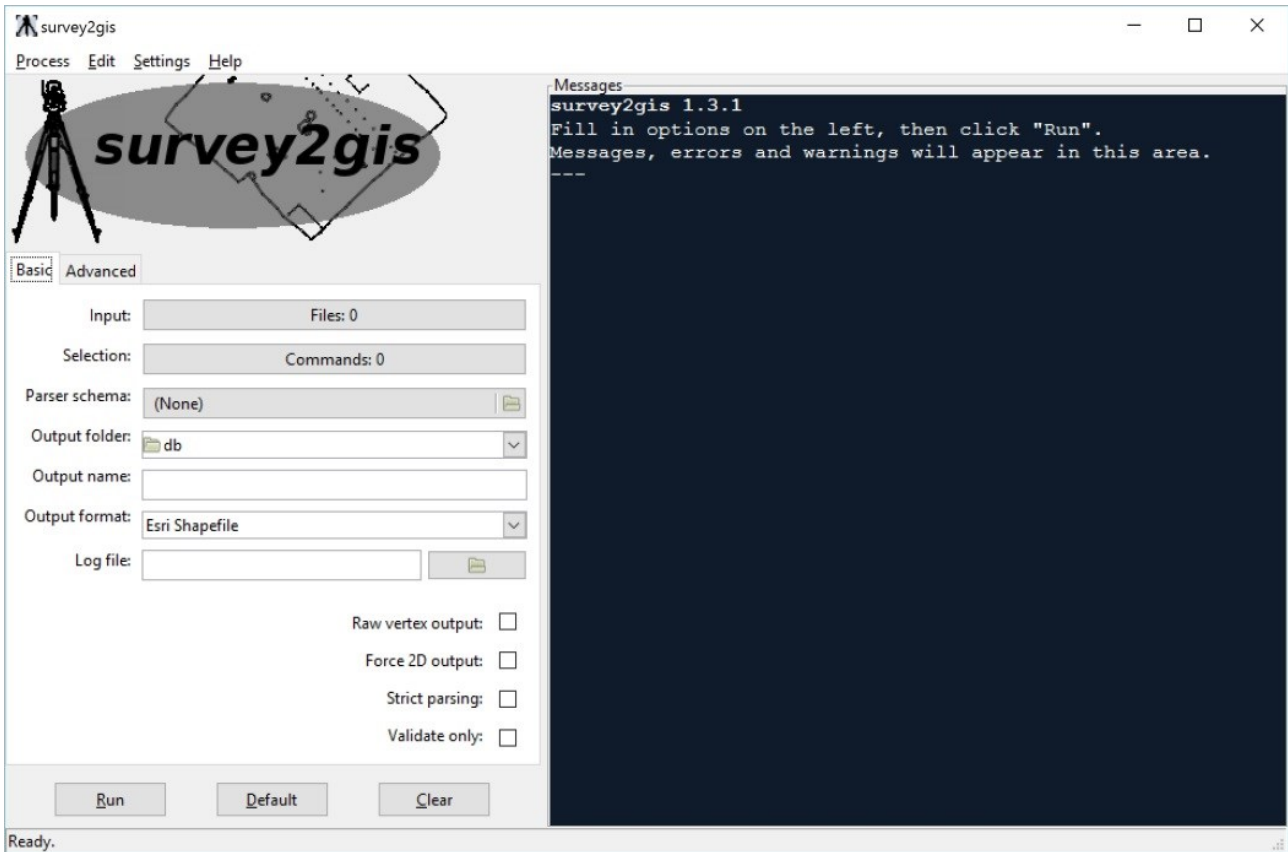 survey2gis
Process Edit Settings Help
survey2gis
Basic Advanced
Input: Files: 0
Selection: Commands: 0
Parser schema: (None)
Output folder: db
Output name:
Output format: Esri Shapefile
Log file:
Raw vertex output:
Force 2D output:
Strict parsing:
Validate only:
Run Default Clear
Messages
survey2gis 1.3.1
Fill in options on the left, then click "Run".
Messages, errors and warnings will appear in this area.
---
Ready.